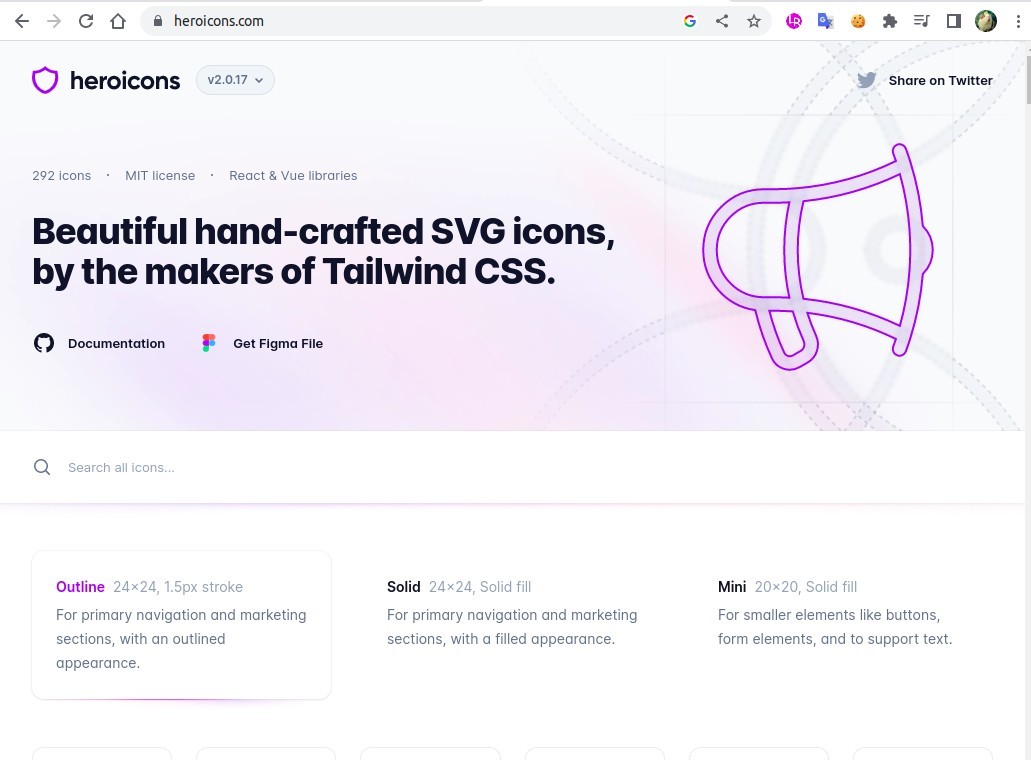 heroicons.com
heroicons
v2.0.17
Share on Twitter
292 icons · MIT license · React & Vue libraries
Beautiful hand-crafted SVG icons,
by the makers of Tailwind CSS.
Documentation
Get Figma File
Search all icons...
Outline 24×24, 1.5px stroke
For primary navigation and marketing
sections, with an outlined
appearance.
Solid 24×24, Solid fill
For primary navigation and marketing
sections, with a filled appearance.
Mini 20×20, Solid fill
For smaller elements like buttons,
form elements, and to support text.